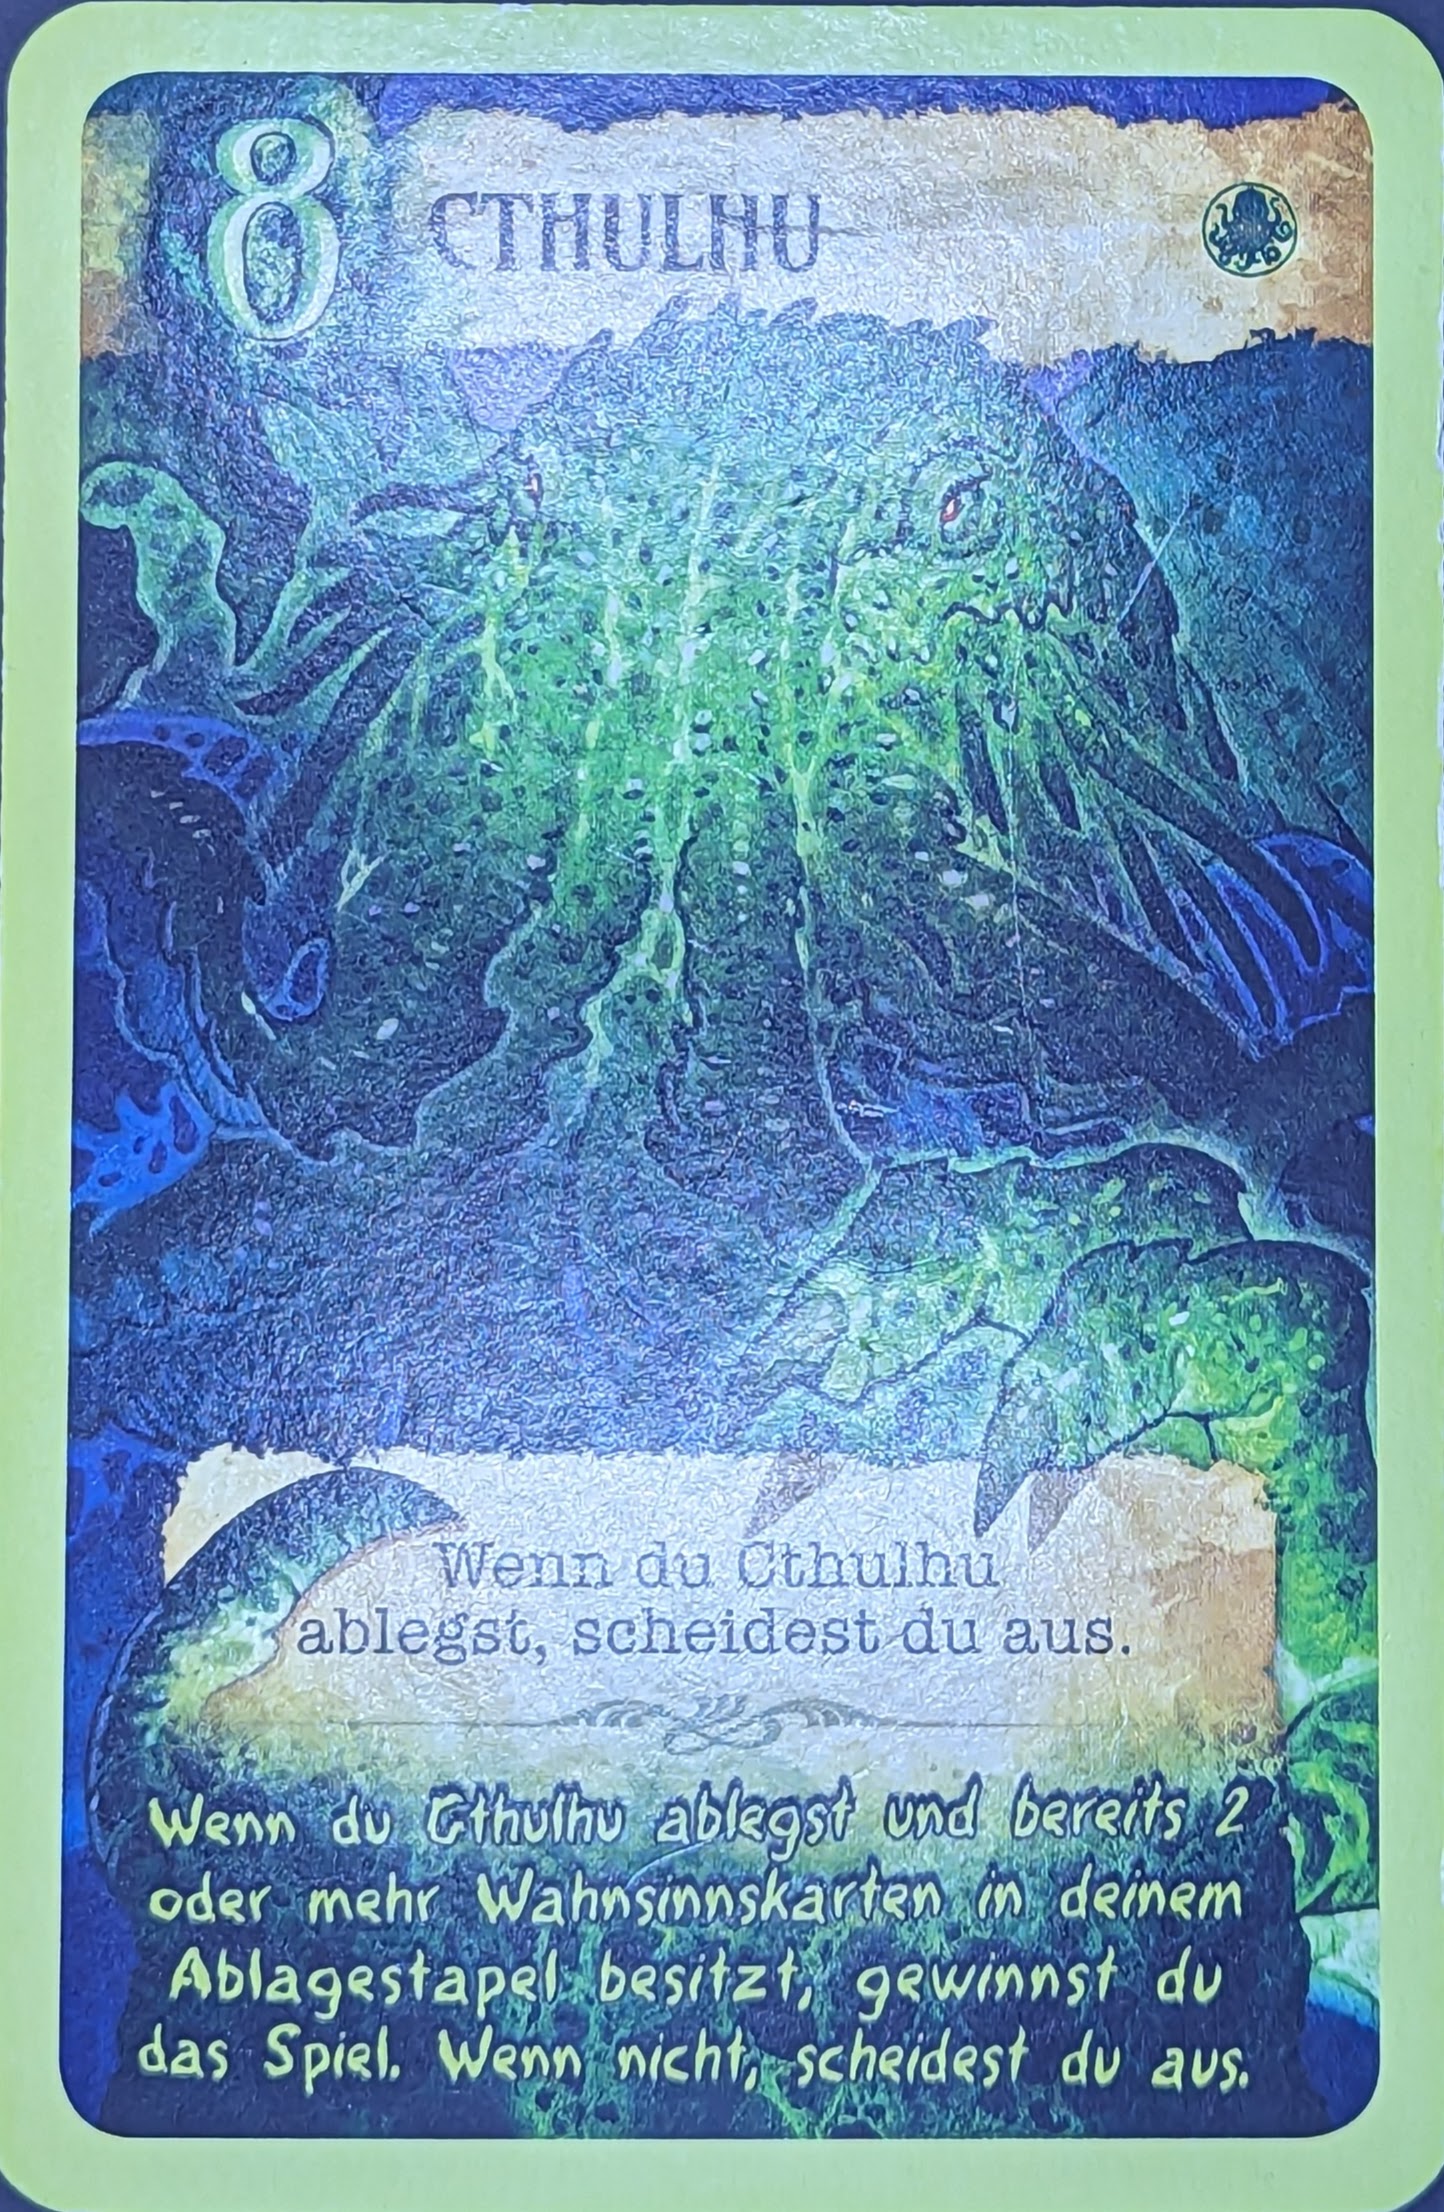 8
CTHULHU
Wenn du Cthulhu
ablegst, scheidest du aus.
Wenn du Cthulhu ablegst und bereits 2
oder mehr Wahnsinnskarten in deinem
Ablagestapel besitzt, gewinnst du
das Spiel. Wenn nicht, scheidest du aus.